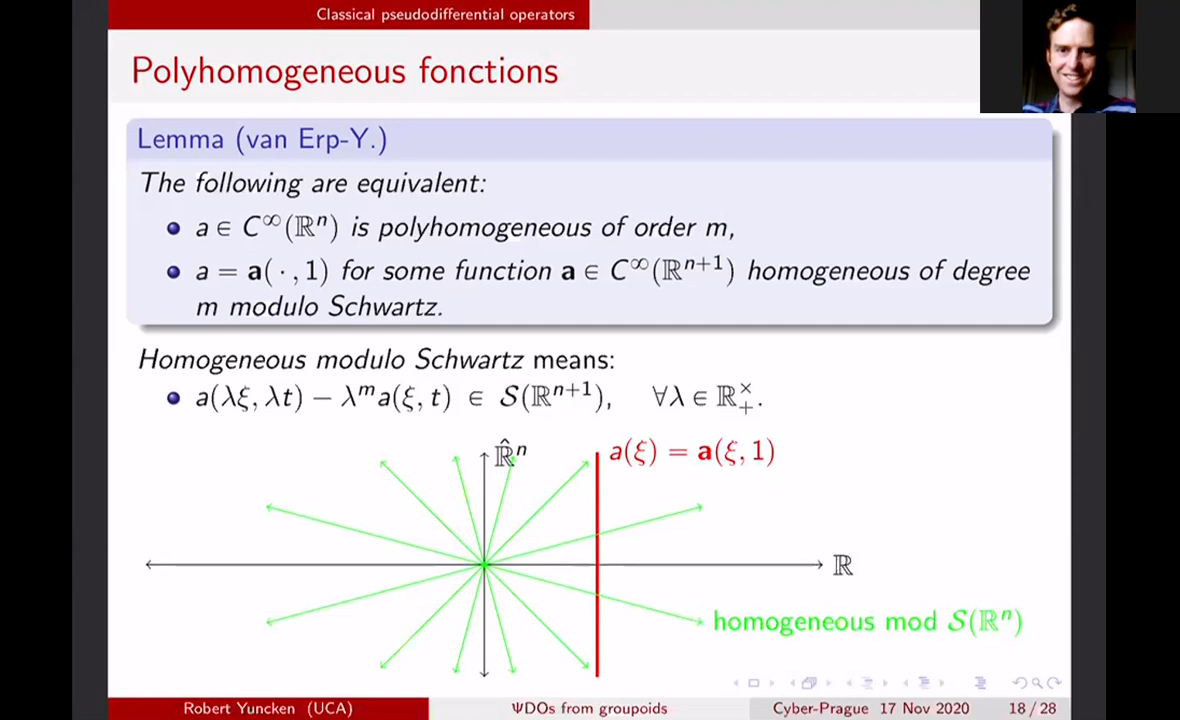 Classical pseudodifferential operators
Polyhomogeneous fonctions
Lemma (van Erp-Y.)
The following are equivalent:
a ∈ C∞(ℝⁿ) is polyhomogeneous of order m,
a = 𝐚( · , 1) for some function 𝐚 ∈ C∞(ℝⁿ⁺¹) homogeneous of degree
m modulo Schwartz.
Homogeneous modulo Schwartz means:
a(λξ, λt) − λᵐa(ξ, t) ∈ 𝒮(ℝⁿ⁺¹), ∀λ ∈ ℝ₊ˣ.
ℝ̂ⁿ
a(ξ) = 𝐚(ξ, 1)
ℝ
homogeneous mod 𝒮(ℝⁿ)
Robert Yuncken (UCA) ΨDOs from groupoids Cyber-Prague 17 Nov 2020 18 / 28